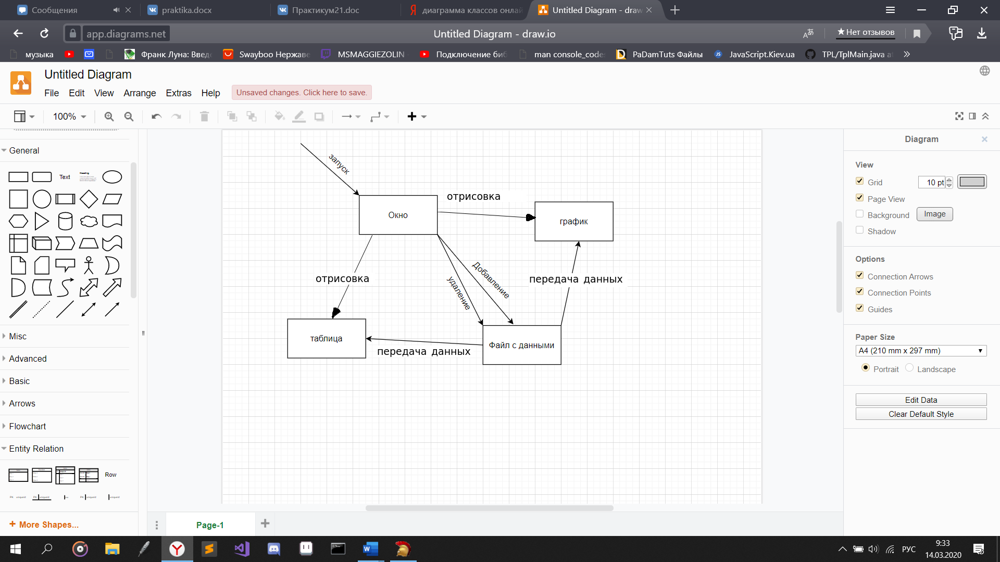 Сообщения
praktika.docx
Практикум21.doc
диаграмма классов онлай
Untitled Diagram - draw
app.diagrams.net
Untitled Diagram - draw.io
Нет отзывов
музыка
Франк Луна: Введе
Swayboo Нержаве
MSMAGGIEZOLIN
Подключение биб
man console_codes
PaDamTuts Файлы
JavaScript.Kiev.ua
TPL/TplMain.java at
Untitled Diagram
File Edit View Arrange Extras Help
Unsaved changes. Click here to save.
100%
General
Text
Heading
Misc
Advanced
Basic
Arrows
Flowchart
Entity Relation
Row
+ More Shapes...
запуск
отрисовка
Окно
график
Добавление
удаление
отрисовка
передача данных
таблица
Файл с данными
передача данных
Page-1
Diagram
View
Grid
10 pt
Page View
Background
Image
Shadow
Options
Connection Arrows
Connection Points
Guides
Paper Size
A4 (210 mm x 297 mm)
Portrait
Landscape
Edit Data
Clear Default Style
РУС
9:33
14.03.2020